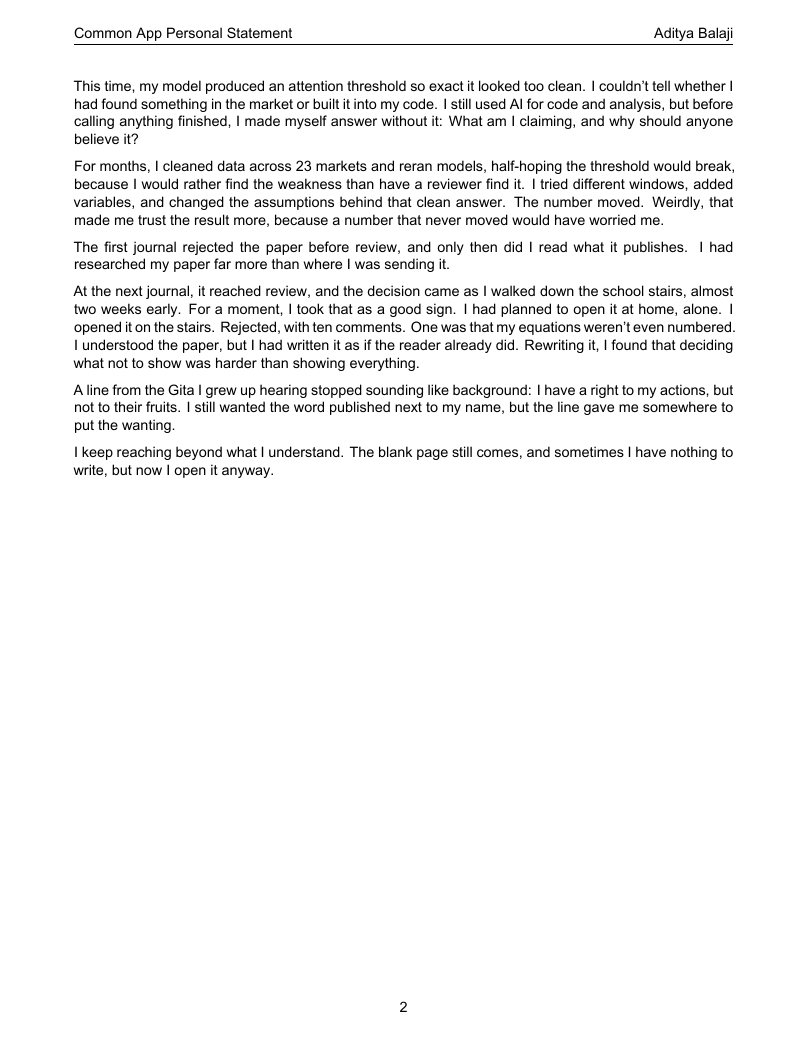 Common App Personal Statement Aditya Balaji
This time, my model produced an attention threshold so exact it looked too clean. I couldn't tell whether I
had found something in the market or built it into my code. I still used AI for code and analysis, but before
calling anything finished, I made myself answer without it: What am I claiming, and why should anyone
believe it?
For months, I cleaned data across 23 markets and reran models, half-hoping the threshold would break,
because I would rather find the weakness than have a reviewer find it. I tried different windows, added
variables, and changed the assumptions behind that clean answer. The number moved. Weirdly, that
made me trust the result more, because a number that never moved would have worried me.
The first journal rejected the paper before review, and only then did I read what it publishes. I had
researched my paper far more than where I was sending it.
At the next journal, it reached review, and the decision came as I walked down the school stairs, almost
two weeks early. For a moment, I took that as a good sign. I had planned to open it at home, alone. I
opened it on the stairs. Rejected, with ten comments. One was that my equations weren't even numbered.
I understood the paper, but I had written it as if the reader already did. Rewriting it, I found that deciding
what not to show was harder than showing everything.
A line from the Gita I grew up hearing stopped sounding like background: I have a right to my actions, but
not to their fruits. I still wanted the word published next to my name, but the line gave me somewhere to
put the wanting.
I keep reaching beyond what I understand. The blank page still comes, and sometimes I have nothing to
write, but now I open it anyway.
2